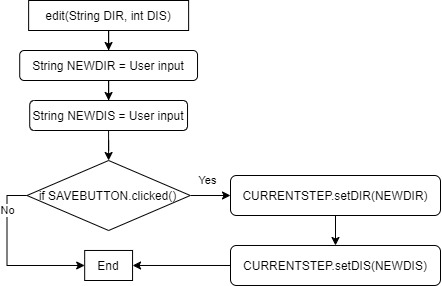 edit(String DIR, int DIS)
String NEWDIR = User input
String NEWDIS = User input
if SAVEBUTTON.clicked()
Yes
CURRENTSTEP.setDIR(NEWDIR)
No
End
CURRENTSTEP.setDIS(NEWDIS)